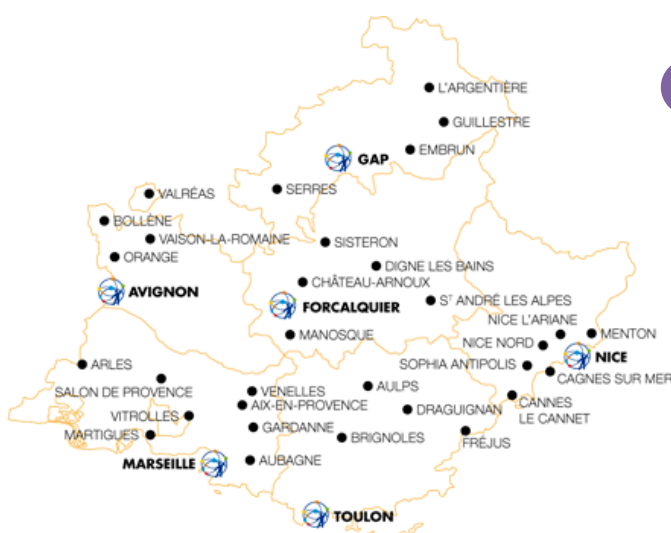 L'ARGENTIÈRE
GUILLESTRE
EMBRUN
GAP
SERRES
VALRÉAS
BOLLÈNE
VAISON-LA-ROMAINE
SISTERON
ORANGE
DIGNE LES BAINS
CHÂTEAU-ARNOUX
AVIGNON
ST ANDRÉ LES ALPES
FORCALQUIER
NICE L'ARIANE
MENTON
MANOSQUE
NICE NORD
NICE
ARLES
SOPHIA ANTIPOLIS
CAGNES SUR MER
SALON DE PROVENCE
VENELLES
AULPS
AIX-EN-PROVENCE
CANNES
LE CANNET
DRAGUIGNAN
VITROLLES
GARDANNE
MARTIGUES
BRIGNOLES
FRÉJUS
MARSEILLE
AUBAGNE
TOULON